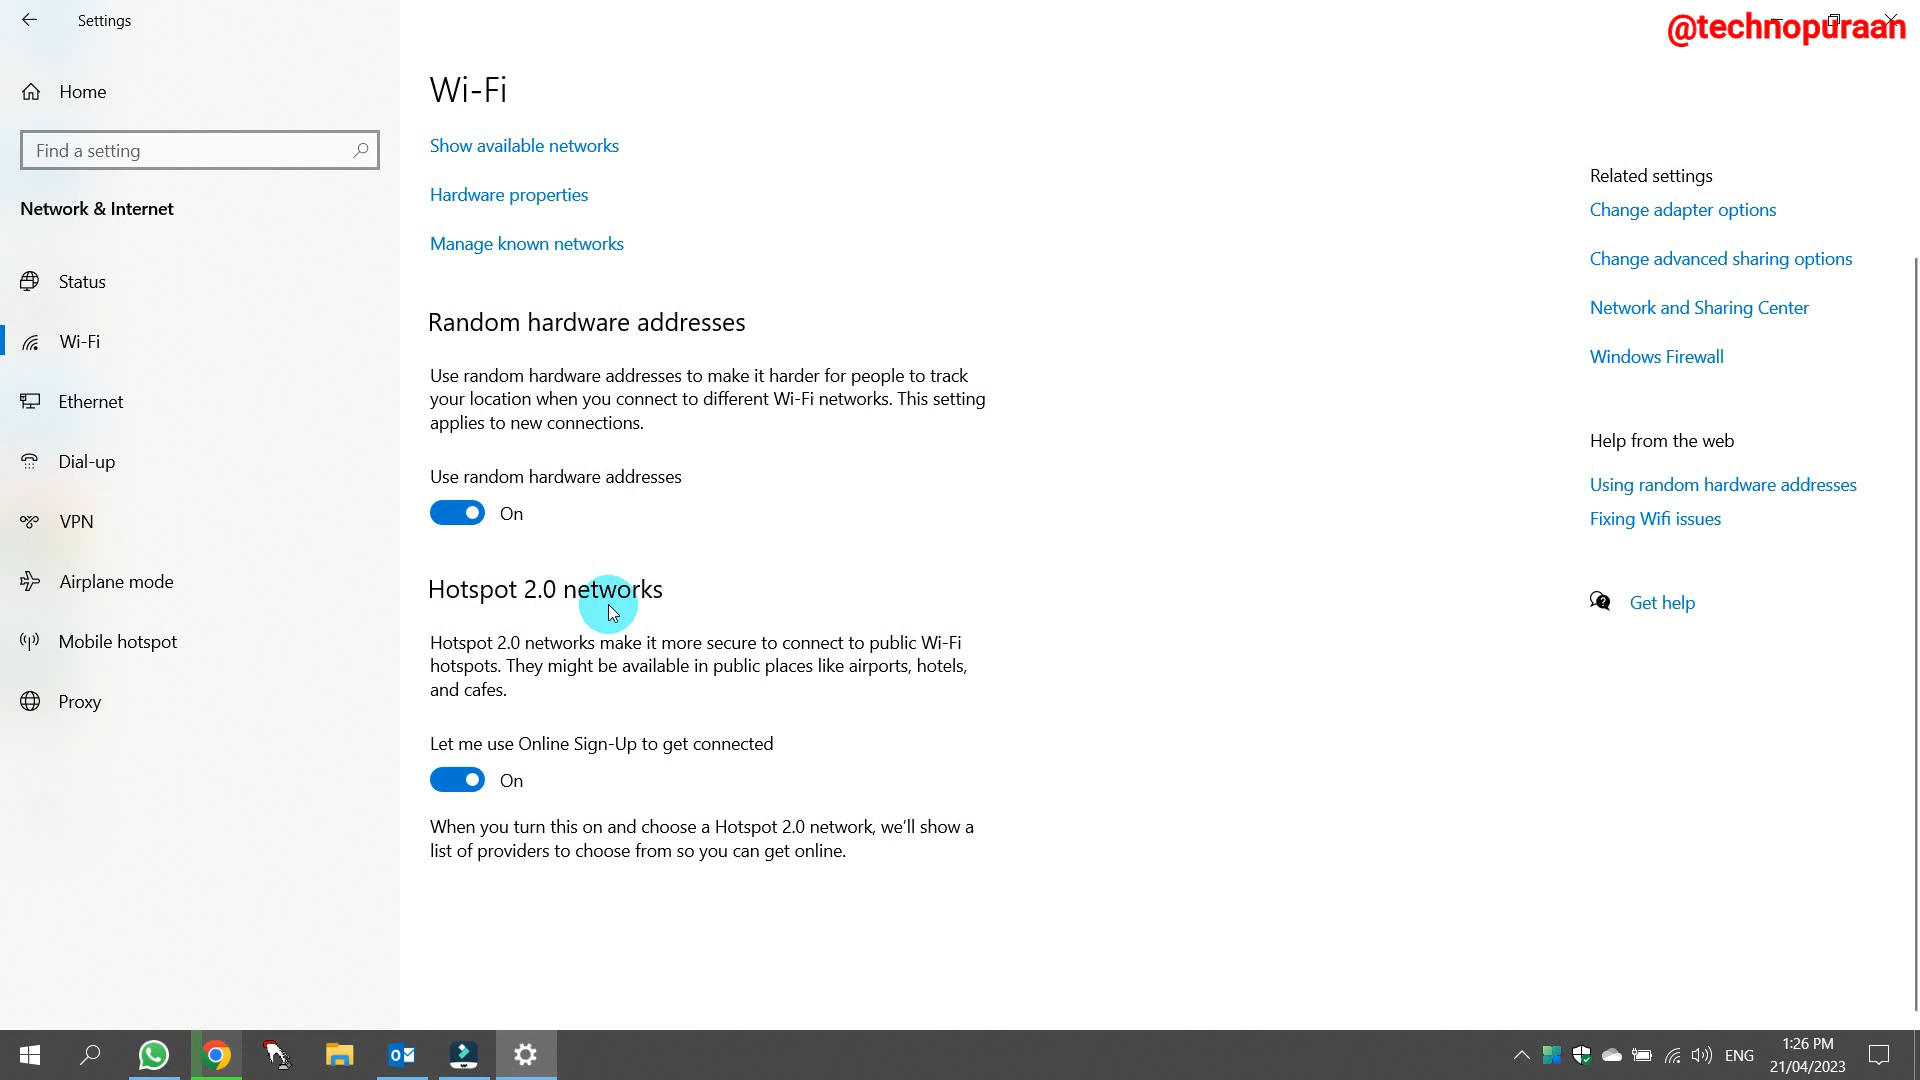 Settings
@technopuraan
Home
Find a setting
Network & Internet
Status
Wi-Fi
Ethernet
Dial-up
VPN
Airplane mode
Mobile hotspot
Proxy
Wi-Fi
Show available networks
Hardware properties
Manage known networks
Random hardware addresses
Use random hardware addresses to make it harder for people to track
your location when you connect to different Wi-Fi networks. This setting
applies to new connections.
Use random hardware addresses
On
Hotspot 2.0 networks
Hotspot 2.0 networks make it more secure to connect to public Wi-Fi
hotspots. They might be available in public places like airports, hotels,
and cafes.
Let me use Online Sign-Up to get connected
On
When you turn this on and choose a Hotspot 2.0 network, we'll show a
list of providers to choose from so you can get online.
Related settings
Change adapter options
Change advanced sharing options
Network and Sharing Center
Windows Firewall
Help from the web
Using random hardware addresses
Fixing Wifi issues
Get help
ENG
1:26 PM
21/04/2023